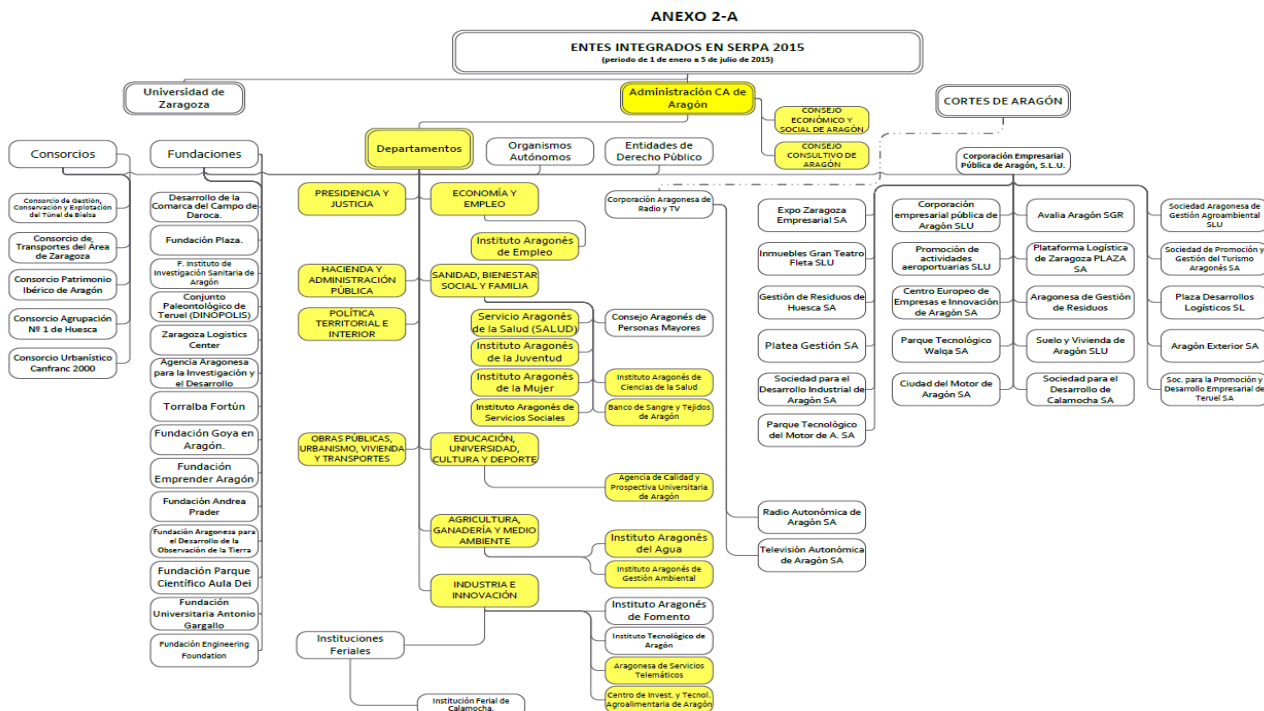 ANEXO 2-A
ENTES INTEGRADOS EN SERPA 2015
(periodo de 1 de enero a 5 de julio de 2015)
Universidad de
Zaragoza
Administración CA de
Aragón
CORTES DE ARAGÓN
CONSEJO
ECONÓMICO Y
SOCIAL DE ARAGÓN
CONSEJO
CONSULTIVO DE
ARAGÓN
Consorcios
Fundaciones
Departamentos
Organismos
Autónomos
Entidades de
Derecho Público
Corporación Empresarial
Pública de Aragón, S.L.U.
Consorcio de Gestión,
Conservación y Explotación
del Túnel de Bielsa
Consorcio de
Transportes del Área
de Zaragoza
Consorcio Patrimonio
Ibérico de Aragón
Consorcio Agrupación
Nº 1 de Huesca
Consorcio Urbanístico
Canfranc 2000
Desarrollo de la
Comarca del Campo de
Daroca.
Fundación Plaza.
F. Instituto de
Investigación Sanitaria de
Aragón
Conjunto
Paleontológico de
Teruel (DINÓPOLIS)
Zaragoza Logistics
Center
Agencia Aragonesa
para la Investigación y
el Desarrollo
Torralba Fortún
Fundación Goya en
Aragón.
Fundación
Emprender Aragón
Fundación Andrea
Prader
Fundación Aragonesa para
el Desarrollo de la
Observación de la Tierra
Fundación Parque
Científico Aula Dei
Fundación
Universitaria Antonio
Gargallo
Fundación Engineering
Foundation
PRESIDENCIA Y
JUSTICIA
HACIENDA Y
ADMINISTRACIÓN
PÚBLICA
POLÍTICA
TERRITORIAL E
INTERIOR
OBRAS PÚBLICAS,
URBANISMO, VIVIENDA
Y TRANSPORTES
ECONOMÍA Y
EMPLEO
Instituto Aragonés
de Empleo
SANIDAD, BIENESTAR
SOCIAL Y FAMILIA
Servicio Aragonés
de la Salud (SALUD)
Instituto Aragonés
de la Juventud
Instituto Aragonés
de la Mujer
Instituto Aragonés de
Servicios Sociales
Consejo Aragonés de
Personas Mayores
Instituto Aragonés de
Ciencias de la Salud
Banco de Sangre y Tejidos
de Aragón
EDUCACIÓN,
UNIVERSIDAD,
CULTURA Y DEPORTE
Agencia de Calidad y
Prospectiva Universitaria
de Aragón
AGRICULTURA,
GANADERÍA Y MEDIO
AMBIENTE
Instituto Aragonés
del Agua
Instituto Aragonés de
Gestión Ambiental
INDUSTRIA E
INNOVACIÓN
Instituto Aragonés
de Fomento
Instituto Tecnológico de
Aragón
Aragonesa de Servicios
Telemáticos
Centro de Invest. y Tecnol.
Agroalimentaria de Aragón
Instituciones
Feriales
Institución Ferial de
Calamocha.
Corporación Aragonesa de
Radio y TV
Radio Autonómica de
Aragón SA
Televisión Autonómica
de Aragón SA
Expo Zaragoza
Empresarial SA
Inmuebles Gran Teatro
Fleta SLU
Gestión de Residuos de
Huesca SA
Platea Gestión SA
Sociedad para el
Desarrollo Industrial de
Aragón SA
Parque Tecnológico
del Motor de A. SA
Corporación
empresarial pública de
Aragón SLU
Promoción de
actividades
aeroportuarias SLU
Centro Europeo de
Empresas e Innovación
de Aragón SA
Parque Tecnológico
Walqa SA
Ciudad del Motor de
Aragón SA
Avalia Aragón SGR
Plataforma Logística
de Zaragoza PLAZA
SA
Aragonesa de Gestión
de Residuos
Suelo y Vivienda de
Aragón SLU
Sociedad para el
Desarrollo de
Calamocha SA
Sociedad Aragonesa de
Gestión Agroambiental
SLU
Sociedad de Promoción y
Gestión del Turismo
Aragonés SA
Plaza Desarrollos
Logísticos SL
Aragón Exterior SA
Soc. para la Promoción y
Desarrollo Empresarial de
Teruel SA